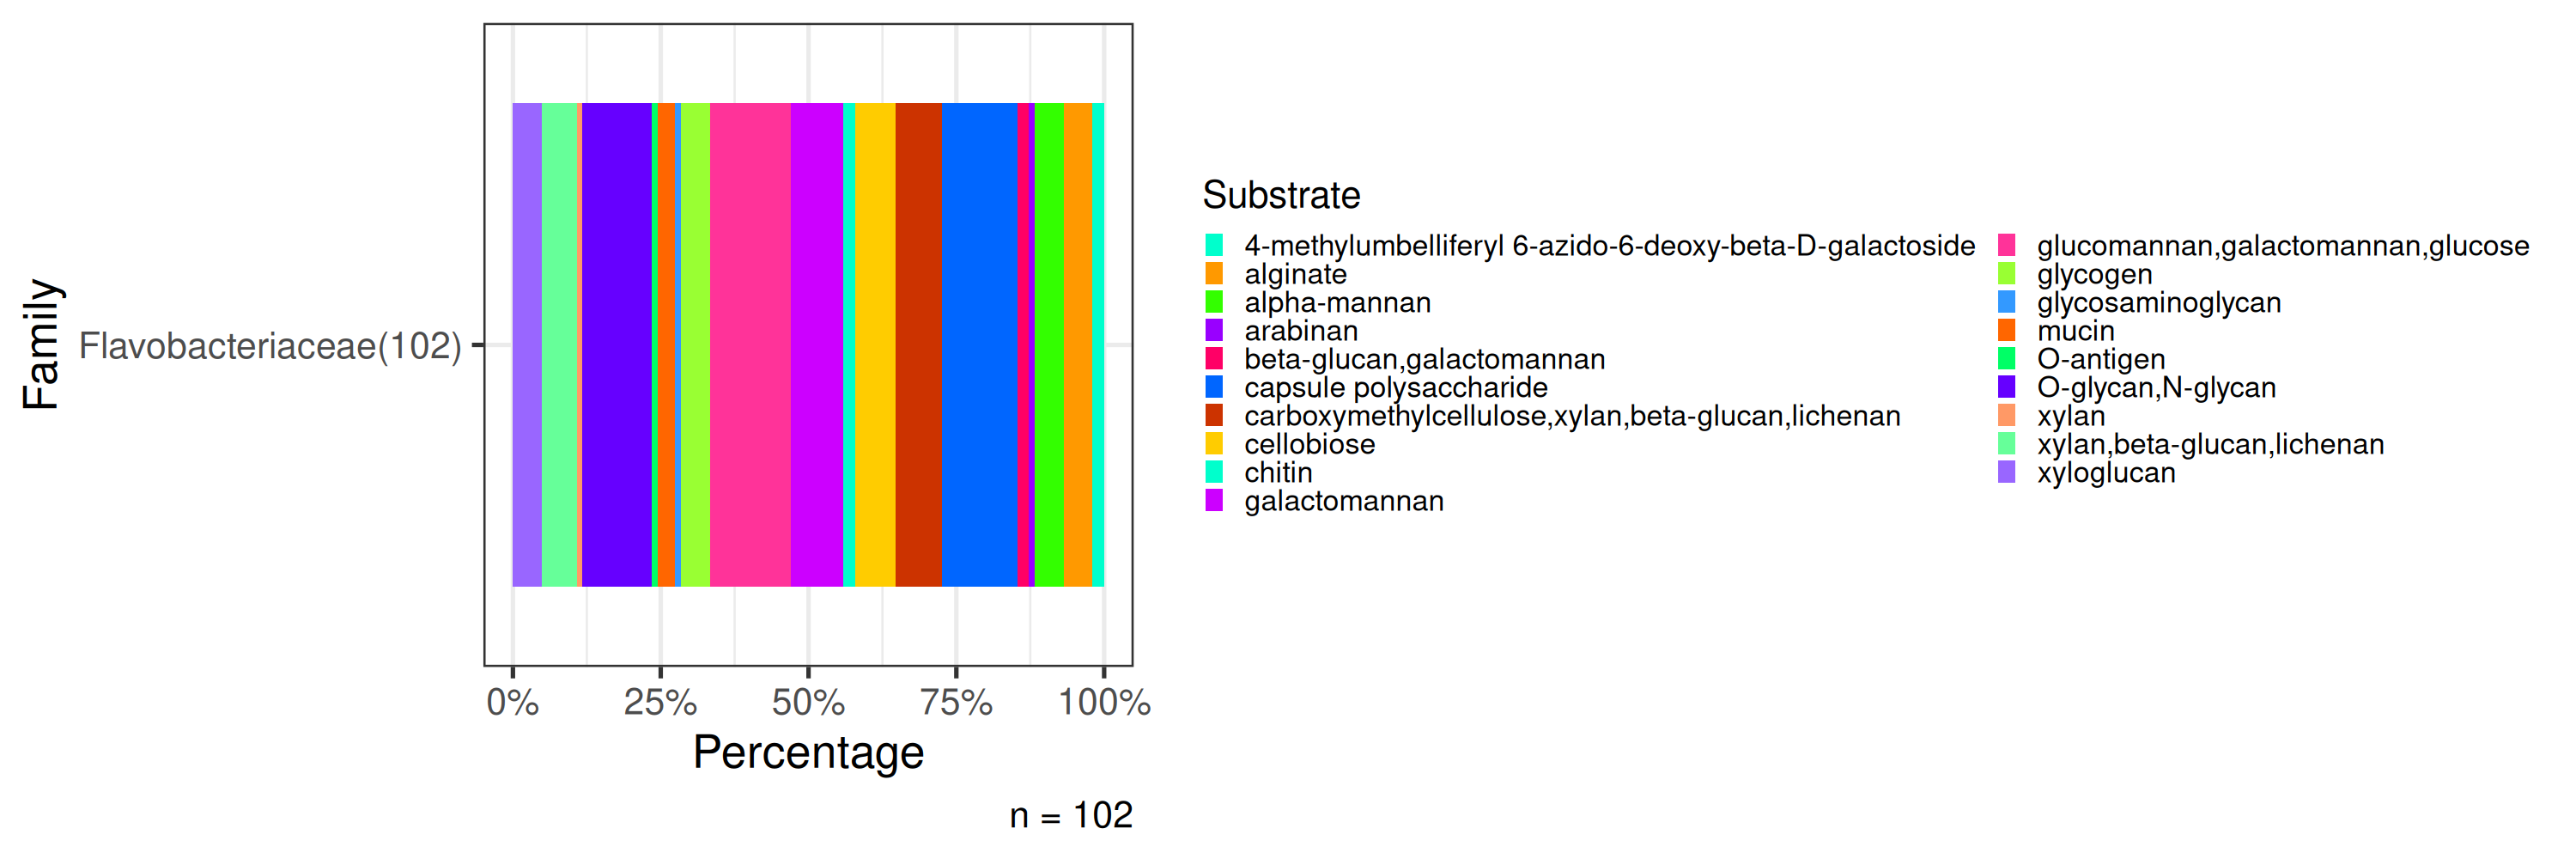 Family
Flavobacteriaceae(102)
0% 25% 50% 75% 100%
Percentage
n = 102
Substrate
4-methylumbelliferyl 6-azido-6-deoxy-beta-D-galactoside
alginate
alpha-mannan
arabinan
beta-glucan,galactomannan
capsule polysaccharide
carboxymethylcellulose,xylan,beta-glucan,lichenan
cellobiose
chitin
galactomannan
glucomannan,galactomannan,glucose
glycogen
glycosaminoglycan
mucin
O-antigen
O-glycan,N-glycan
xylan
xylan,beta-glucan,lichenan
xyloglucan